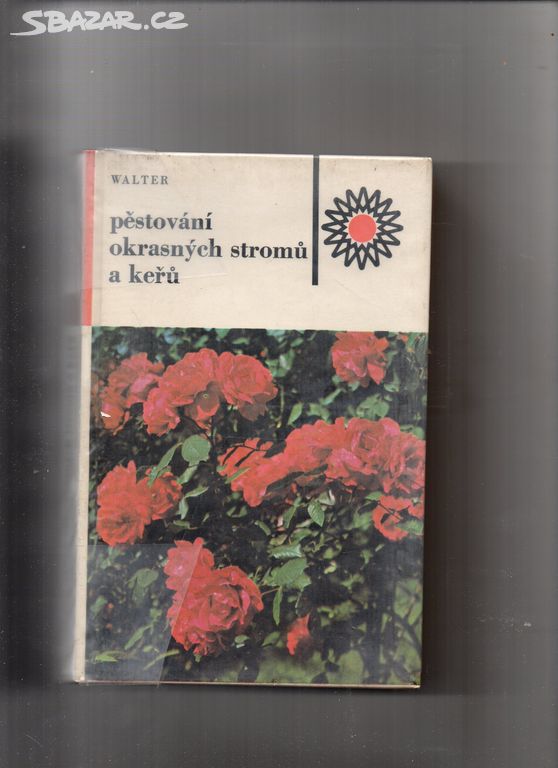 SBAZAR.CZ
WALTER
pěstování
okrasných stromů
a keřů